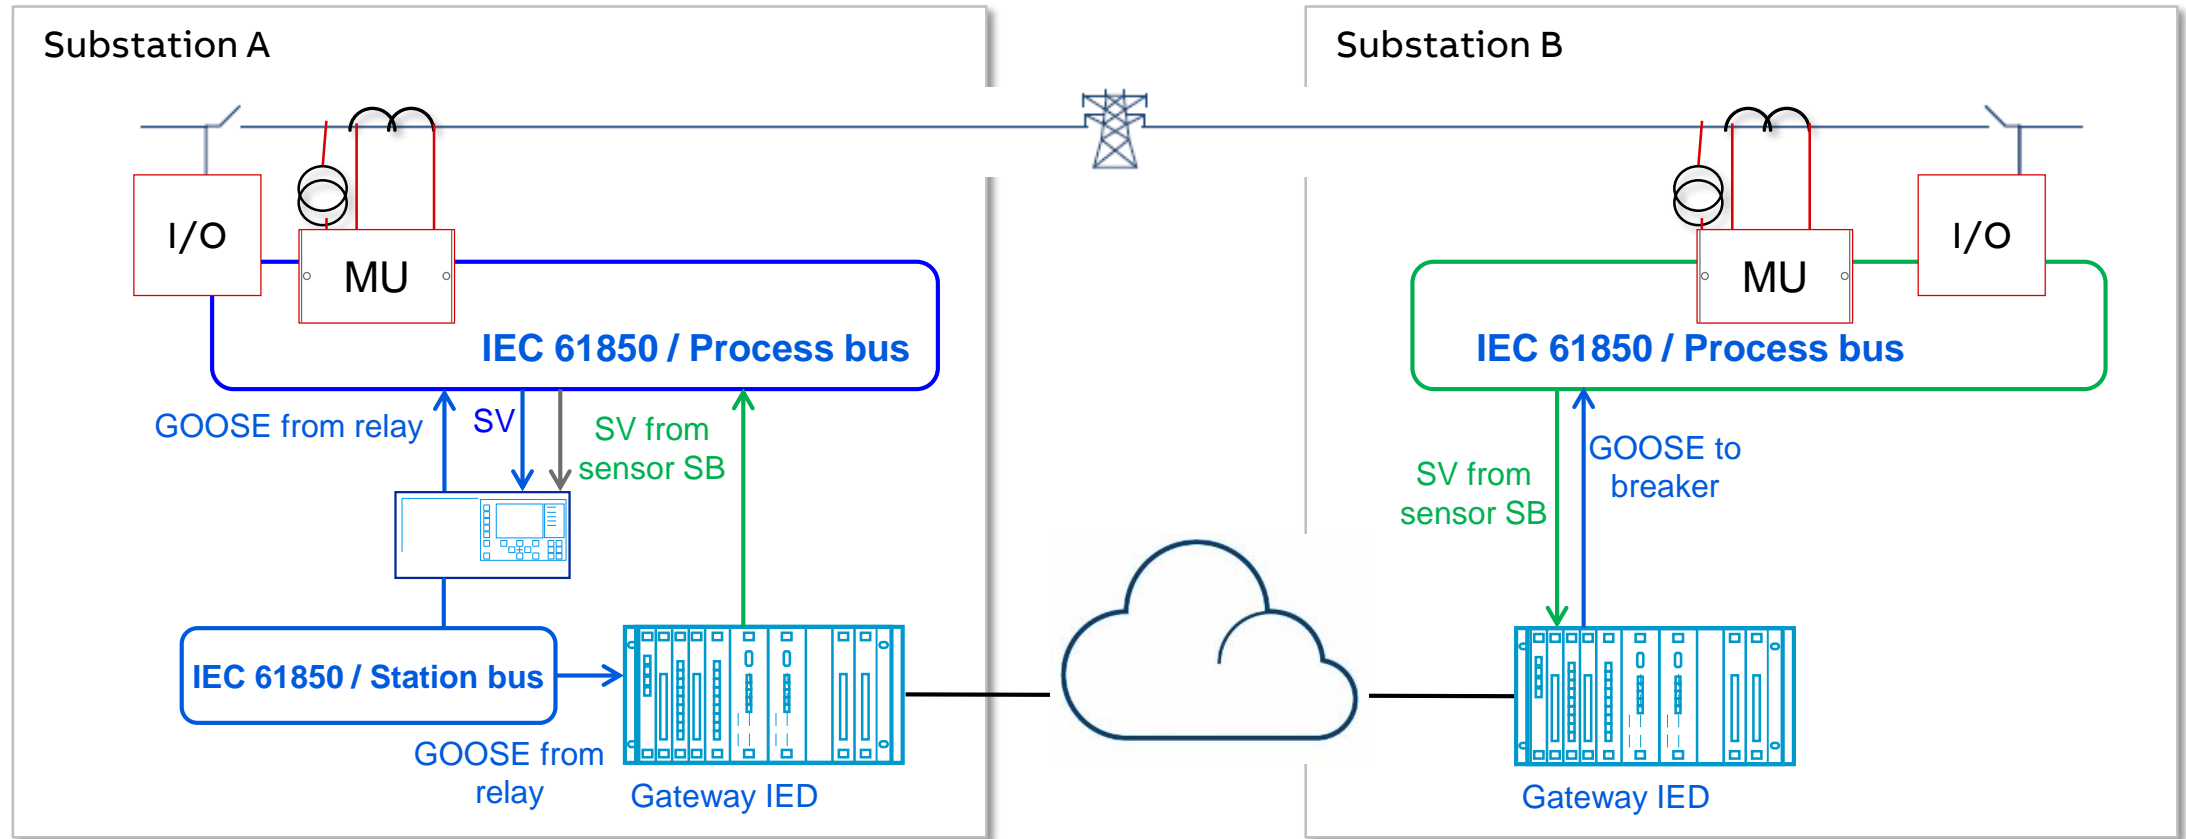 Substation A
Substation B
I/O
MU
MU
I/O
IEC 61850 / Process bus
IEC 61850 / Process bus
GOOSE from relay
SV
SV from
sensor SB
SV from
sensor SB
GOOSE to
breaker
IEC 61850 / Station bus
GOOSE from
relay
Gateway IED
Gateway IED